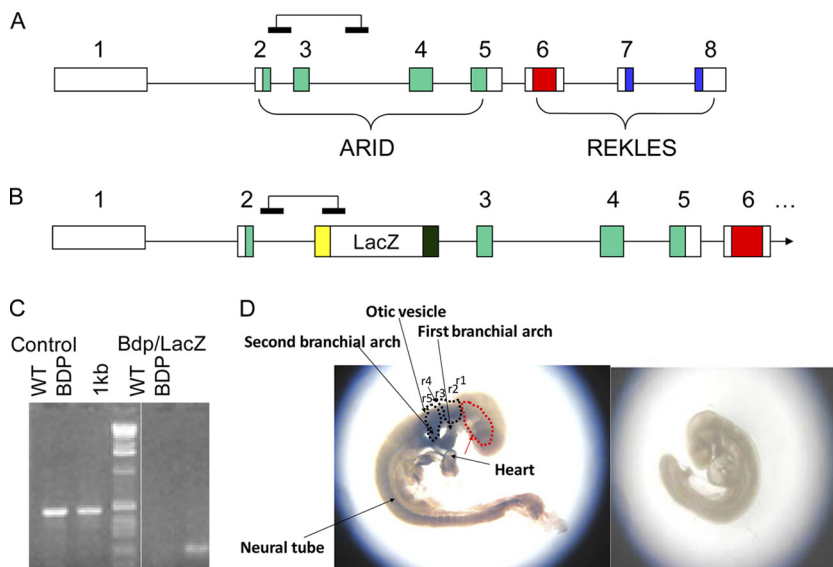 A
1 2 3 4 5 6 7 8
ARID REKLES
B
1 2 3 4 5 6 ...
LacZ
C
Control Bdp/LacZ
WT BDP 1kb WT BDP
D
Otic vesicle
First branchial arch
Second branchial arch
r4 r1
r3 r2
r5
Heart
Neural tube